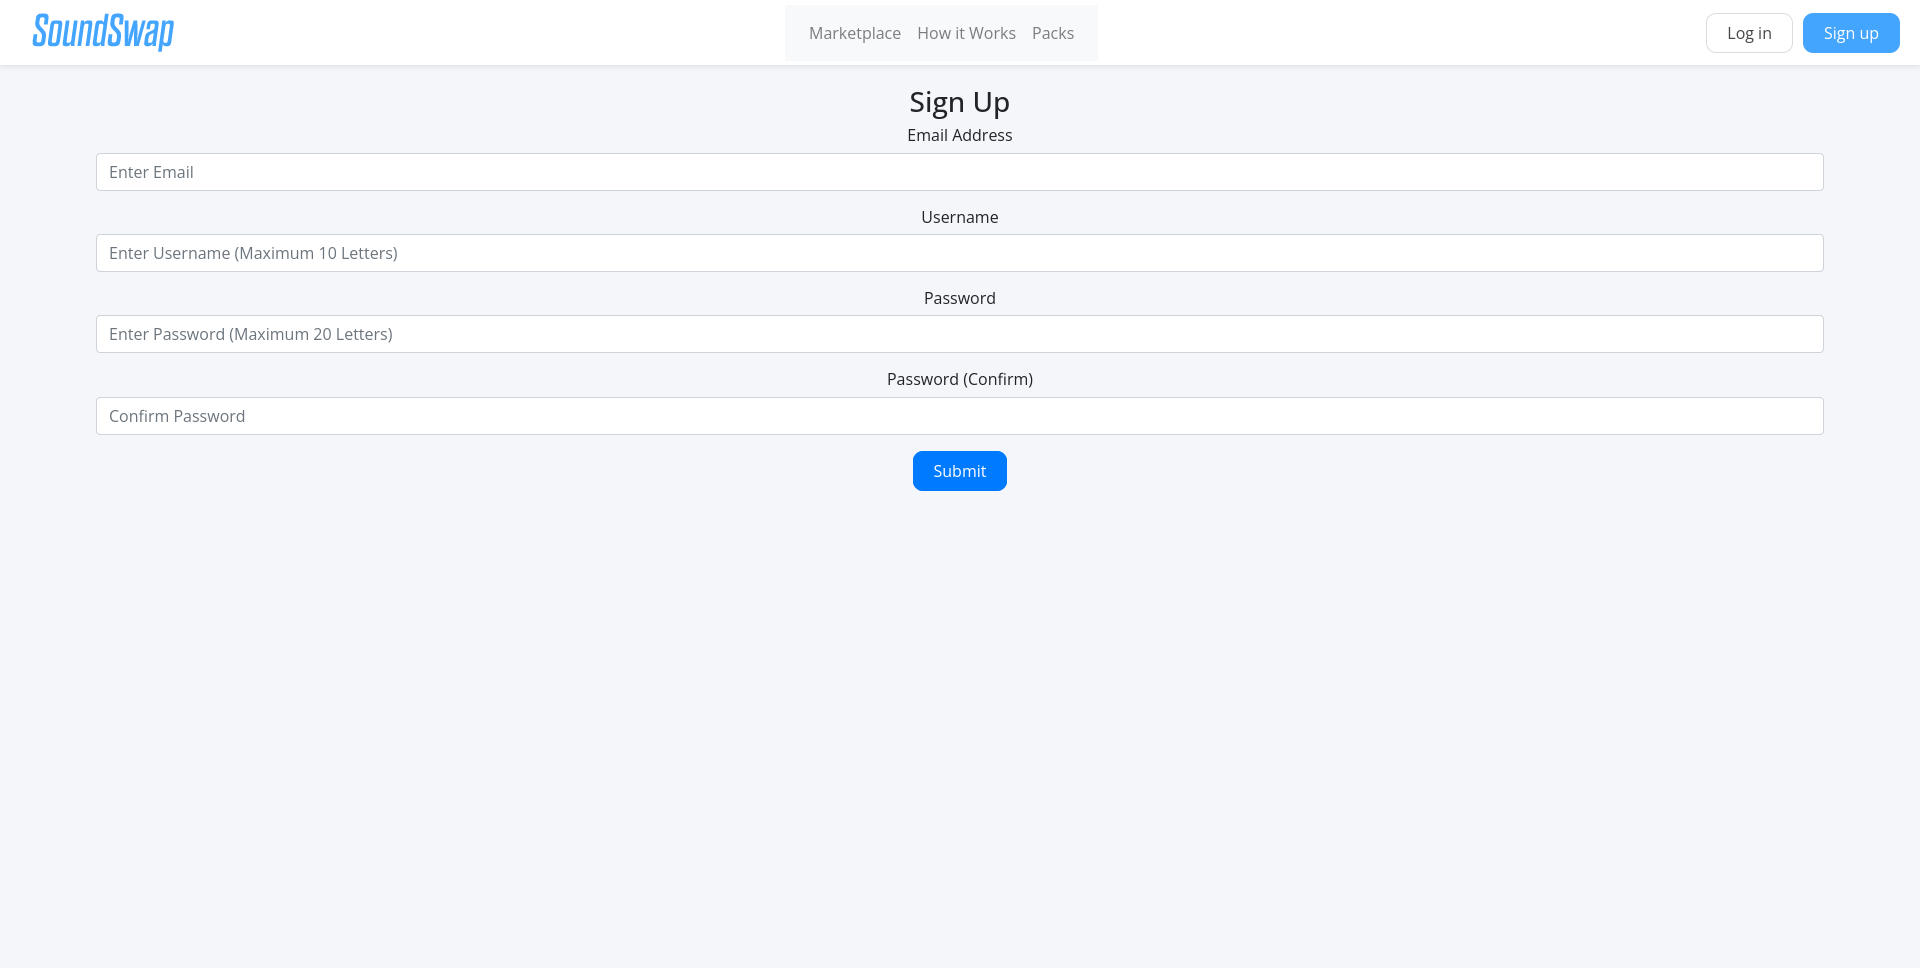 SoundSwap
Marketplace How it Works Packs
Log in Sign up
Sign Up
Email Address
Enter Email
Username
Enter Username (Maximum 10 Letters)
Password
Enter Password (Maximum 20 Letters)
Password (Confirm)
Confirm Password
Submit